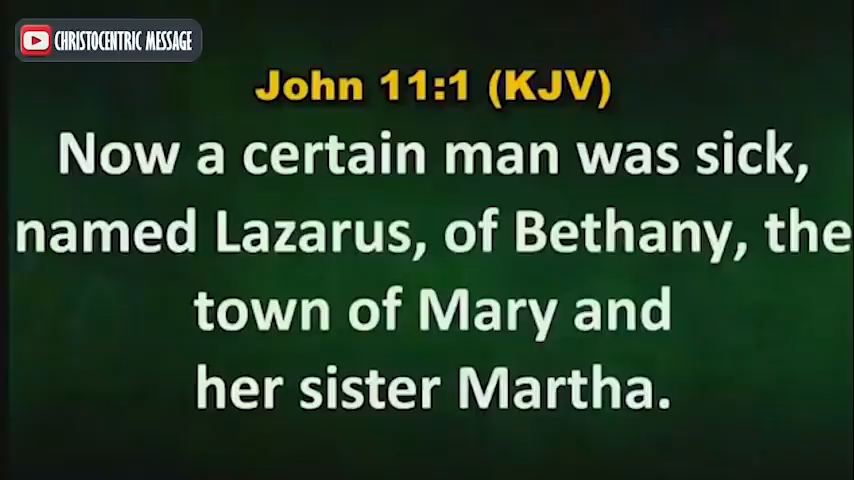 CHRISTOCENTRIC MESSAGE
John 11:1 (KJV)
Now a certain man was sick,
named Lazarus, of Bethany, the
town of Mary and
her sister Martha.